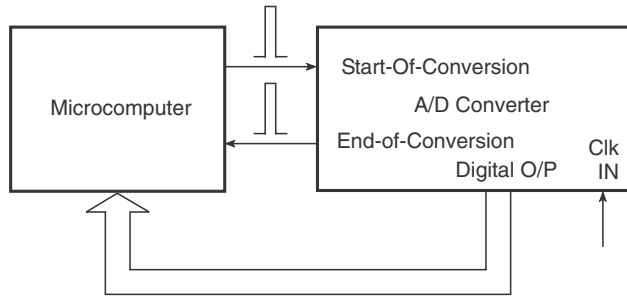 Microcomputer
Start-Of-Conversion
A/D Converter
End-of-Conversion
Digital O/P
Clk
IN